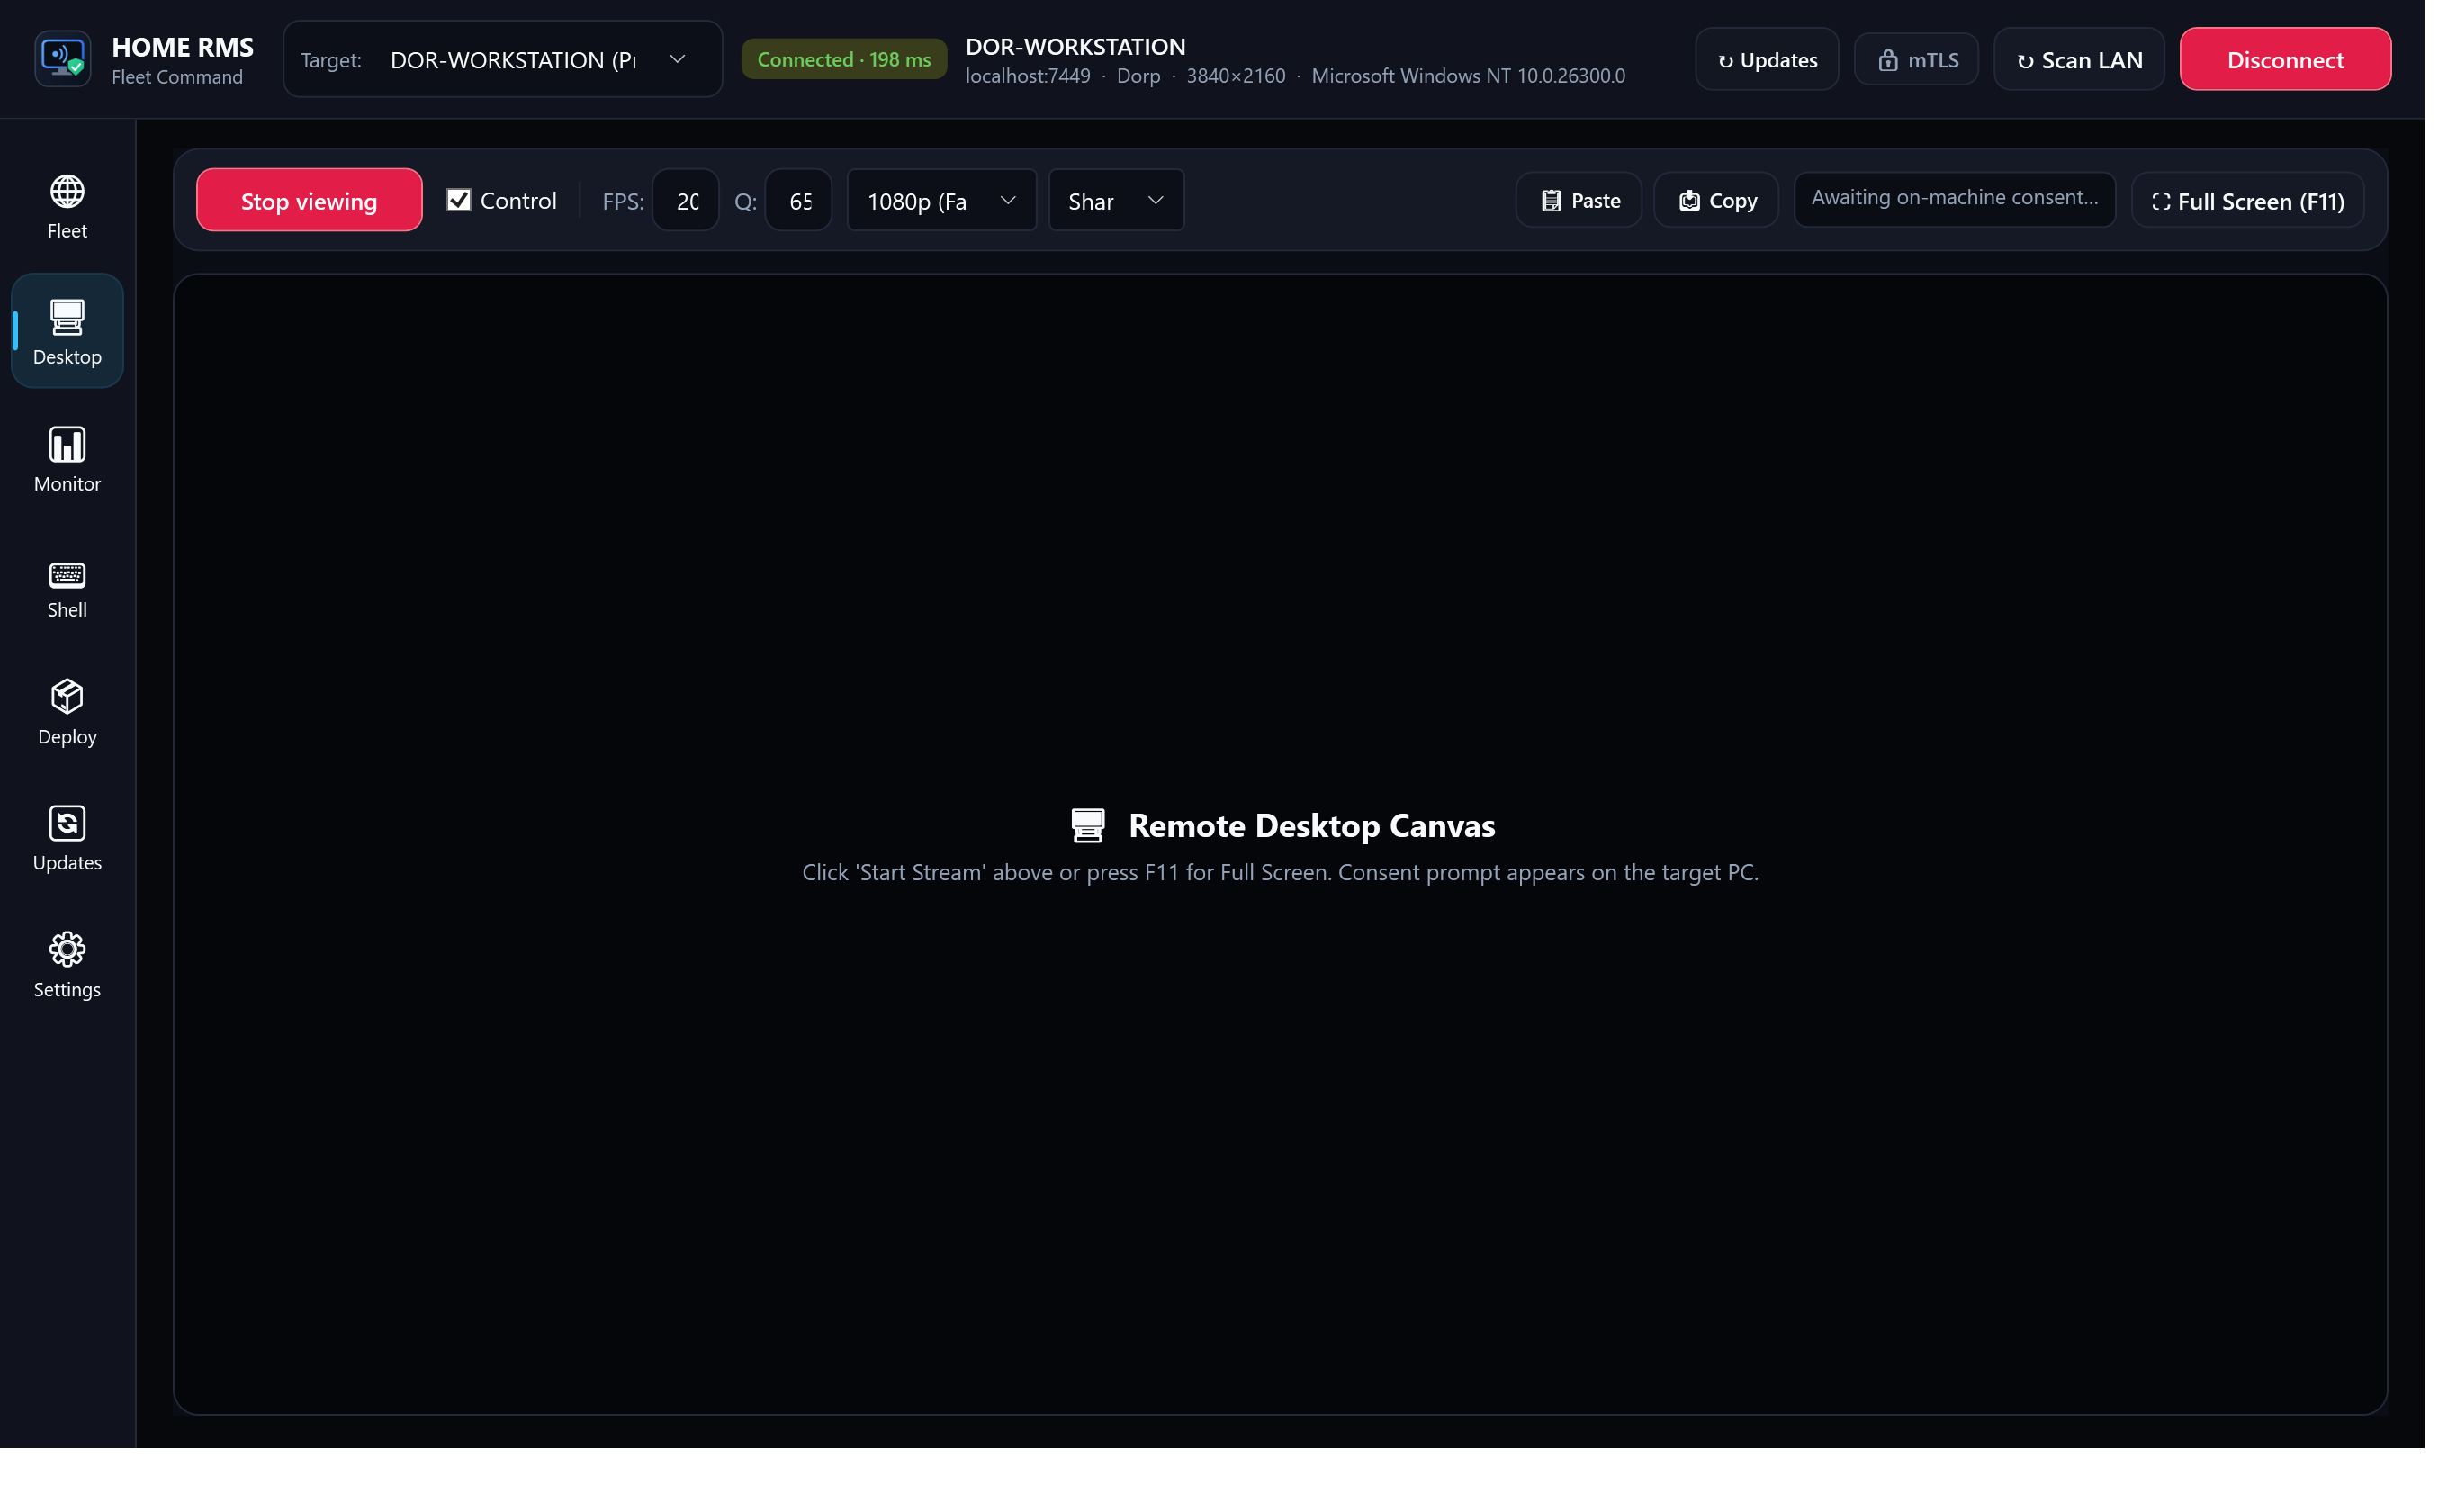 HOME RMS
Fleet Command
Target:
DOR-WORKSTATION (Pr
Connected · 198 ms
DOR-WORKSTATION
localhost:7449 · Dorp · 3840×2160 · Microsoft Windows NT 10.0.26300.0
↻ Updates
mTLS
↻ Scan LAN
Disconnect
Fleet
Desktop
Monitor
Shell
Deploy
Updates
Settings
Stop viewing
Control
FPS:
20
Q:
65
1080p (Fa
Shar
Paste
Copy
Awaiting on-machine consent...
Full Screen (F11)
Remote Desktop Canvas
Click 'Start Stream' above or press F11 for Full Screen. Consent prompt appears on the target PC.